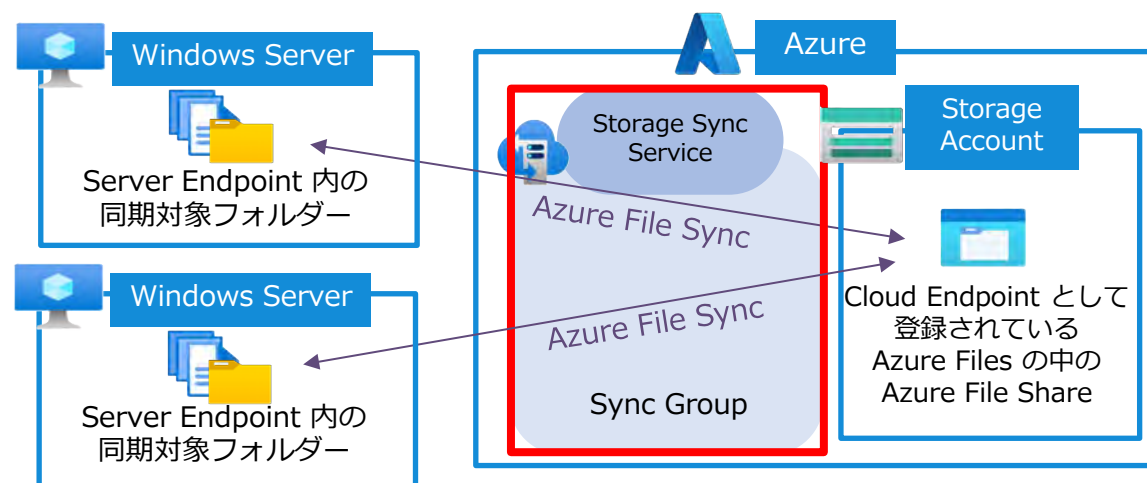 Windows Server
Server Endpoint 内の
同期対象フォルダー
Windows Server
Server Endpoint 内の
同期対象フォルダー
Azure
Storage Sync
Service
Azure File Sync
Azure File Sync
Sync Group
Storage
Account
Cloud Endpoint として
登録されている
Azure Files の中の
Azure File Share